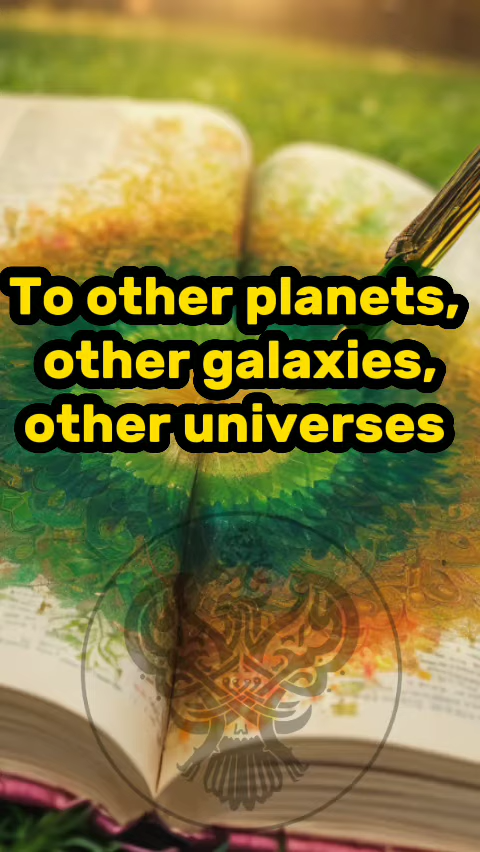 To other planets,
other galaxies,
other universes